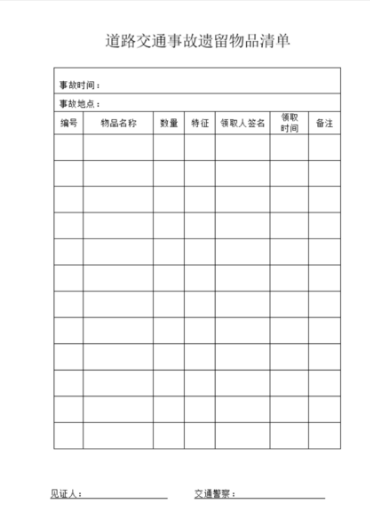 道路交通事故遗留物品清单
事故时间：
事故地点：
编号 物品名称 数量 特征 领取人签名 领取时间 备注
见证人： 交通警察：